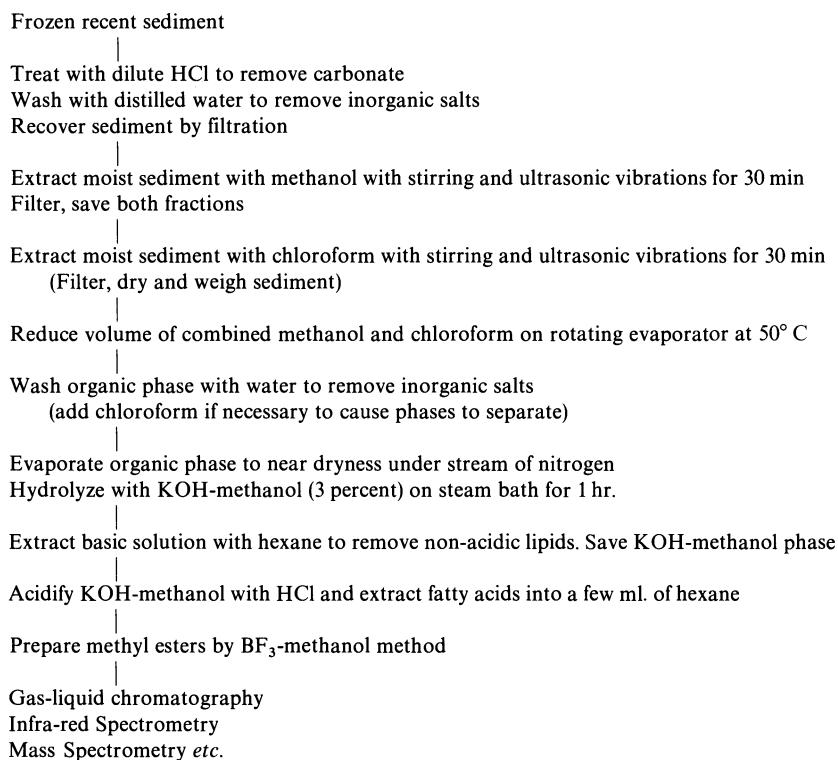 Frozen recent sediment
Treat with dilute HCl to remove carbonate
Wash with distilled water to remove inorganic salts
Recover sediment by filtration
Extract moist sediment with methanol with stirring and ultrasonic vibrations for 30 min
Filter, save both fractions
Extract moist sediment with chloroform with stirring and ultrasonic vibrations for 30 min
(Filter, dry and weigh sediment)
Reduce volume of combined methanol and chloroform on rotating evaporator at 50° C
Wash organic phase with water to remove inorganic salts
(add chloroform if necessary to cause phases to separate)
Evaporate organic phase to near dryness under stream of nitrogen
Hydrolyze with KOH-methanol (3 percent) on steam bath for 1 hr.
Extract basic solution with hexane to remove non-acidic lipids. Save KOH-methanol phase
Acidify KOH-methanol with HCl and extract fatty acids into a few ml. of hexane
Prepare methyl esters by BF₃-methanol method
Gas-liquid chromatography
Infra-red Spectrometry
Mass Spectrometry etc.